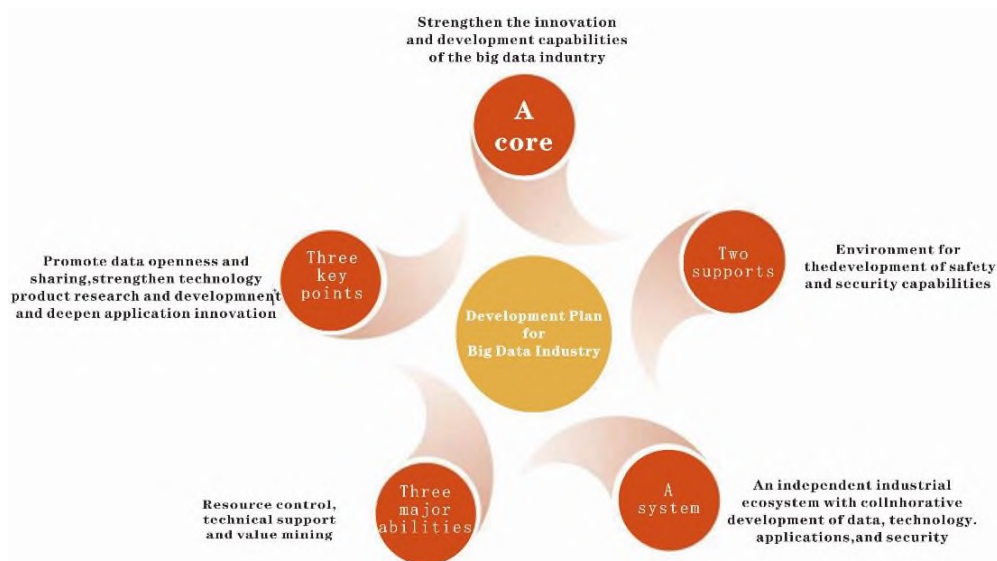 Strengthen the innovation
and development capabilities
of the big data induntry
A
core
Two
supports
Environment for
thedevelopment of safety
and security capabilities
Three
key
points
Promote data openness and
sharing,strengthen technology
product research and developmnent
and deepen application innovation
Development Plan
for
Big Data Industry
A
system
An independent industrial
ecosystem with collnhorative
development of data, technology.
applications,and security
Three
major
abilities
Resource control,
technical support
and value mining